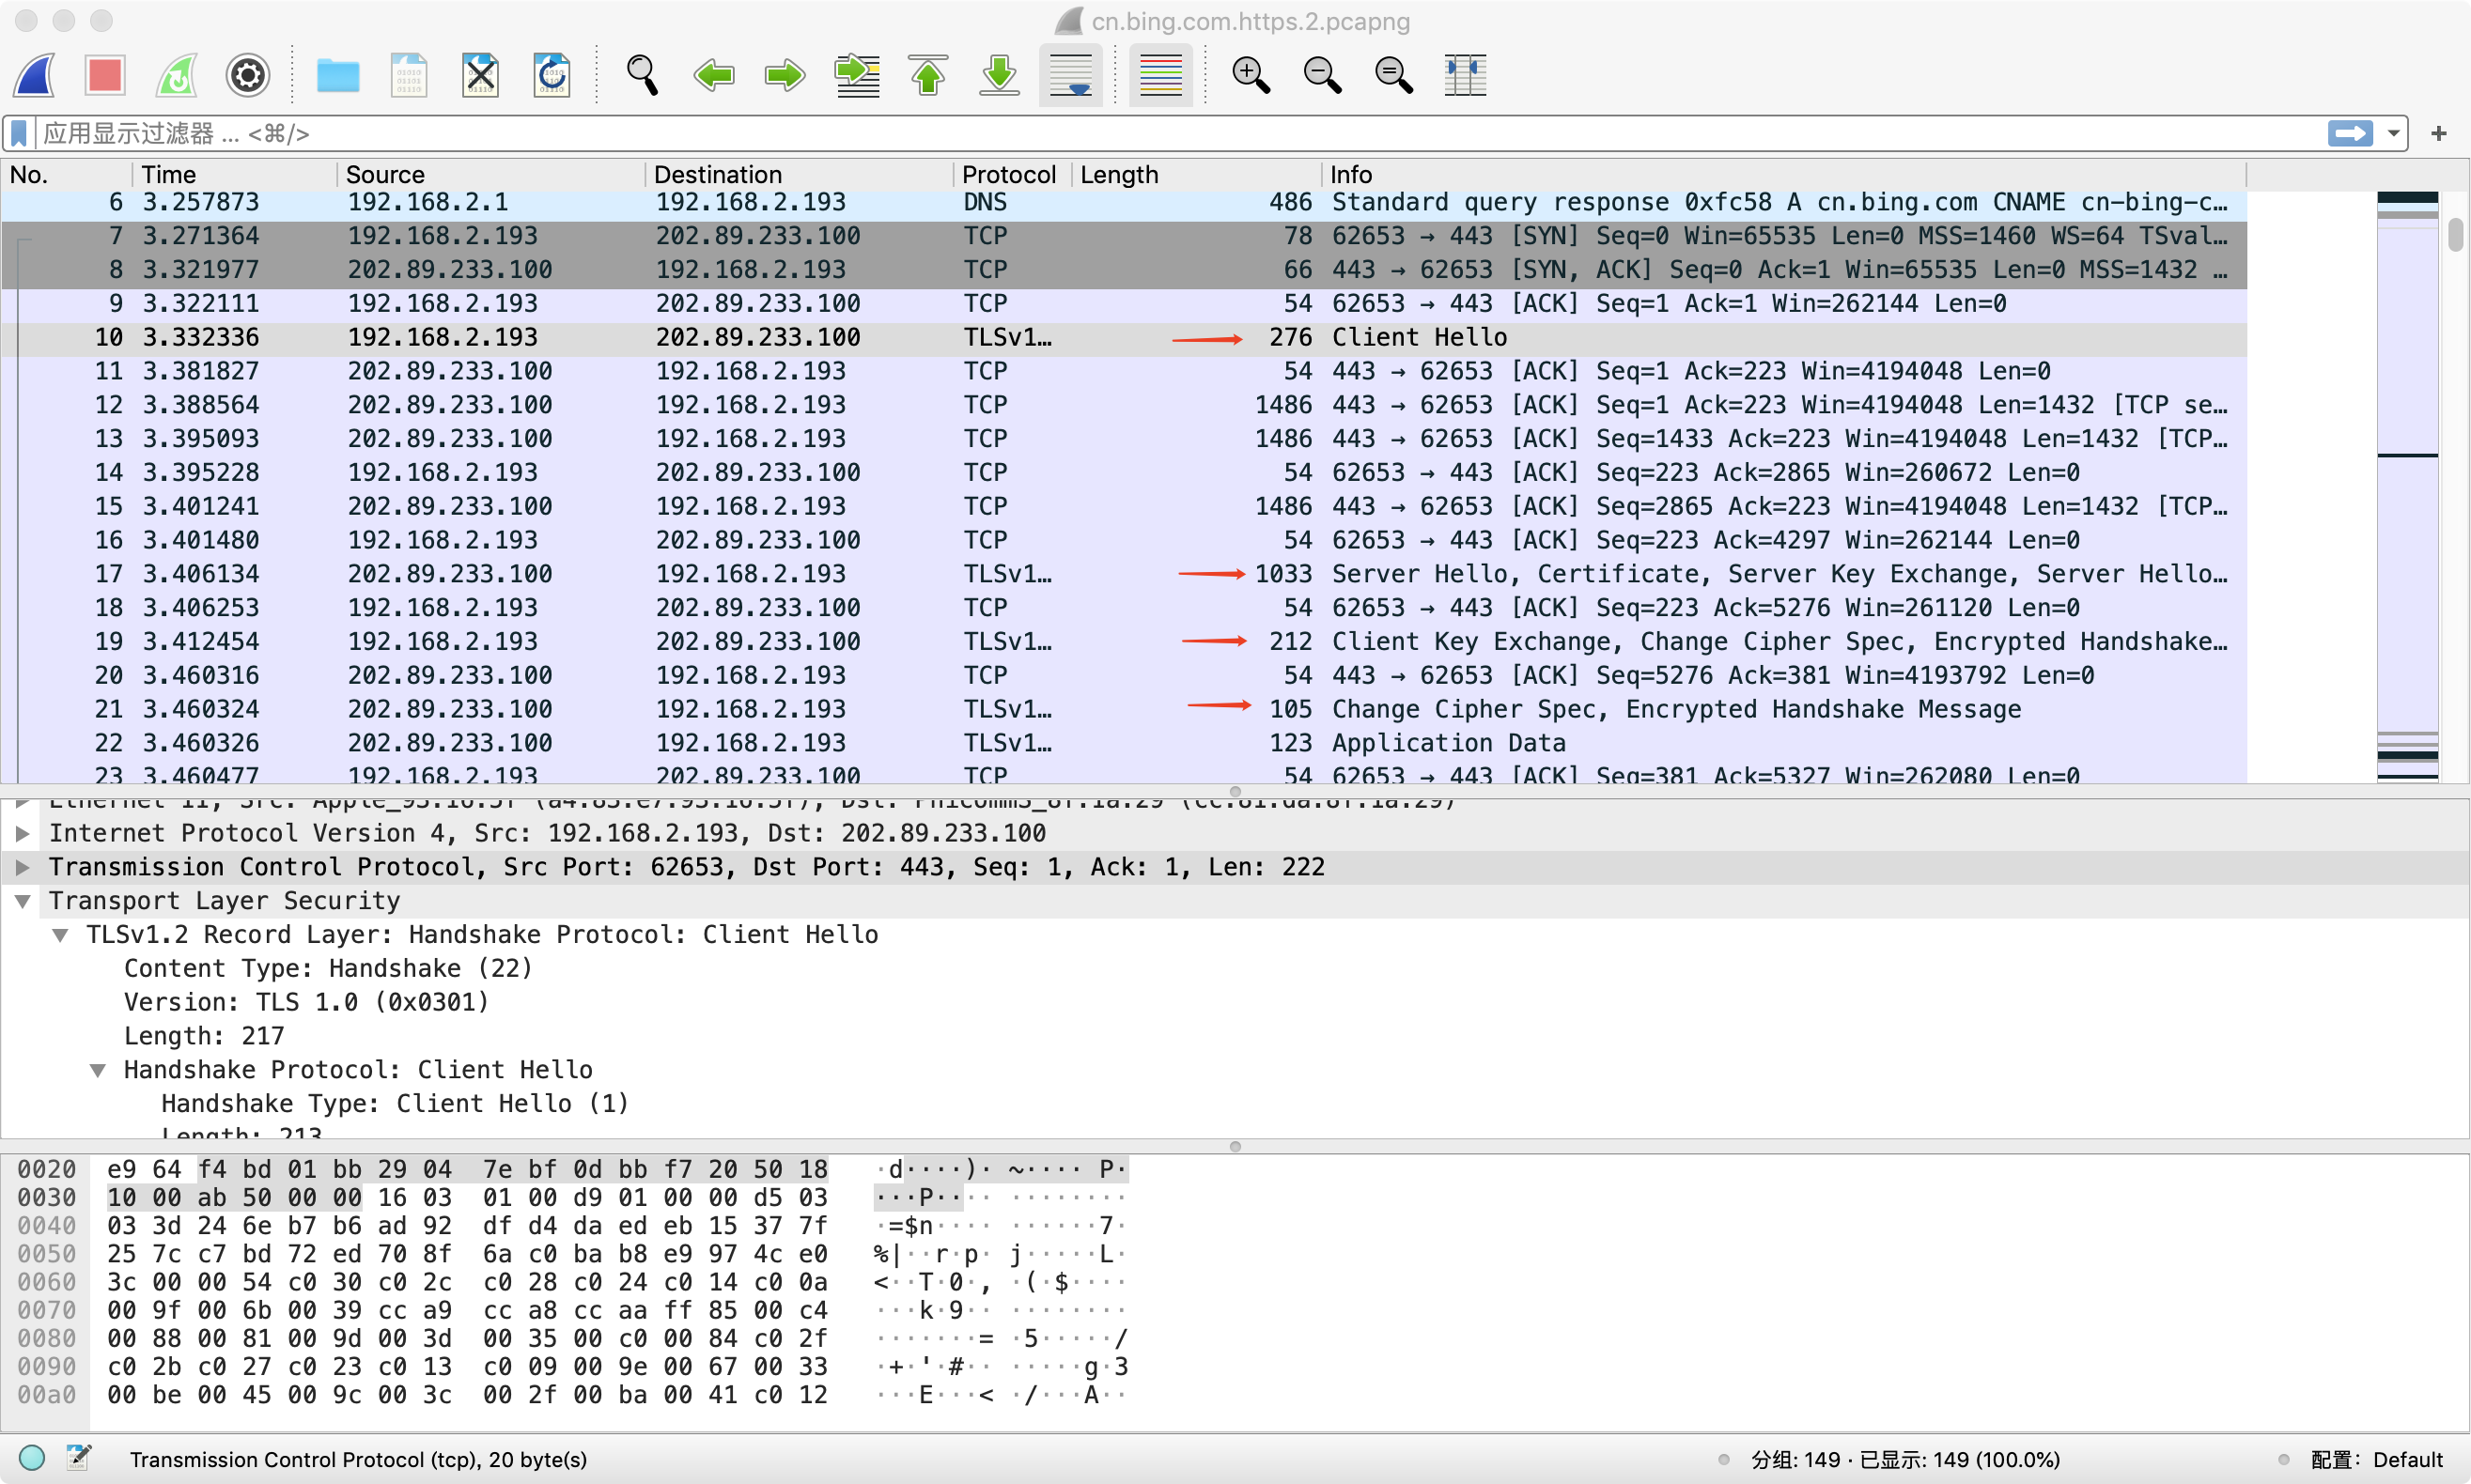 cn.bing.com.https.2.pcapng
应用显示过滤器 ... <⌘/>
No. Time Source Destination Protocol Length Info
6 3.257873 192.168.2.1 192.168.2.193 DNS 486 Standard query response 0xfc58 A cn.bing.com CNAME cn-bing-c…
7 3.271364 192.168.2.193 202.89.233.100 TCP 78 62653 → 443 [SYN] Seq=0 Win=65535 Len=0 MSS=1460 WS=64 TSval…
8 3.321977 202.89.233.100 192.168.2.193 TCP 66 443 → 62653 [SYN, ACK] Seq=0 Ack=1 Win=65535 Len=0 MSS=1432 …
9 3.322111 192.168.2.193 202.89.233.100 TCP 54 62653 → 443 [ACK] Seq=1 Ack=1 Win=262144 Len=0
10 3.332336 192.168.2.193 202.89.233.100 TLSv1… 276 Client Hello
11 3.381827 202.89.233.100 192.168.2.193 TCP 54 443 → 62653 [ACK] Seq=1 Ack=223 Win=4194048 Len=0
12 3.388564 202.89.233.100 192.168.2.193 TCP 1486 443 → 62653 [ACK] Seq=1 Ack=223 Win=4194048 Len=1432 [TCP se…
13 3.395093 202.89.233.100 192.168.2.193 TCP 1486 443 → 62653 [ACK] Seq=1433 Ack=223 Win=4194048 Len=1432 [TCP…
14 3.395228 192.168.2.193 202.89.233.100 TCP 54 62653 → 443 [ACK] Seq=223 Ack=2865 Win=260672 Len=0
15 3.401241 202.89.233.100 192.168.2.193 TCP 1486 443 → 62653 [ACK] Seq=2865 Ack=223 Win=4194048 Len=1432 [TCP…
16 3.401480 192.168.2.193 202.89.233.100 TCP 54 62653 → 443 [ACK] Seq=223 Ack=4297 Win=262144 Len=0
17 3.406134 202.89.233.100 192.168.2.193 TLSv1… 1033 Server Hello, Certificate, Server Key Exchange, Server Hello…
18 3.406253 192.168.2.193 202.89.233.100 TCP 54 62653 → 443 [ACK] Seq=223 Ack=5276 Win=261120 Len=0
19 3.412454 192.168.2.193 202.89.233.100 TLSv1… 212 Client Key Exchange, Change Cipher Spec, Encrypted Handshake…
20 3.460316 202.89.233.100 192.168.2.193 TCP 54 443 → 62653 [ACK] Seq=5276 Ack=381 Win=4193792 Len=0
21 3.460324 202.89.233.100 192.168.2.193 TLSv1… 105 Change Cipher Spec, Encrypted Handshake Message
22 3.460326 202.89.233.100 192.168.2.193 TLSv1… 123 Application Data
23 3.460477 192.168.2.193 202.89.233.100 TCP 54 62653 → 443 [ACK] Seq=381 Ack=5327 Win=262080 Len=0
Ethernet II, Src: Apple_93:16:5f (a4:83:e7:93:16:5f), Dst: PhicommS_8f:1a:29 (cc:81:da:8f:1a:29)
Internet Protocol Version 4, Src: 192.168.2.193, Dst: 202.89.233.100
Transmission Control Protocol, Src Port: 62653, Dst Port: 443, Seq: 1, Ack: 1, Len: 222
Transport Layer Security
TLSv1.2 Record Layer: Handshake Protocol: Client Hello
Content Type: Handshake (22)
Version: TLS 1.0 (0x0301)
Length: 217
Handshake Protocol: Client Hello
Handshake Type: Client Hello (1)
Length: 213
0020 e9 64 f4 bd 01 bb 29 04 7e bf 0d bb f7 20 50 18 ·d····)· ~···· P·
0030 10 00 ab 50 00 00 16 03 01 00 d9 01 00 00 d5 03 ···P···· ········
0040 03 3d 24 6e b7 b6 ad 92 df d4 da ed eb 15 37 7f ·=$n···· ······7·
0050 25 7c c7 bd 72 ed 70 8f 6a c0 ba b8 e9 97 4c e0 %|··r·p· j·····L·
0060 3c 00 00 54 c0 30 c0 2c c0 28 c0 24 c0 14 c0 0a <··T·0·, ·(·$····
0070 00 9f 00 6b 00 39 cc a9 cc a8 cc aa ff 85 00 c4 ···k·9·· ········
0080 00 88 00 81 00 9d 00 3d 00 35 00 c0 00 84 c0 2f ·······= ·5·····/
0090 c0 2b c0 27 c0 23 c0 13 c0 09 00 9e 00 67 00 33 ·+·'·#·· ·····g·3
00a0 00 be 00 45 00 9c 00 3c 00 2f 00 ba 00 41 c0 12 ···E···< ·/···A··
Transmission Control Protocol (tcp), 20 byte(s) 分组: 149 · 已显示: 149 (100.0%) 配置: Default